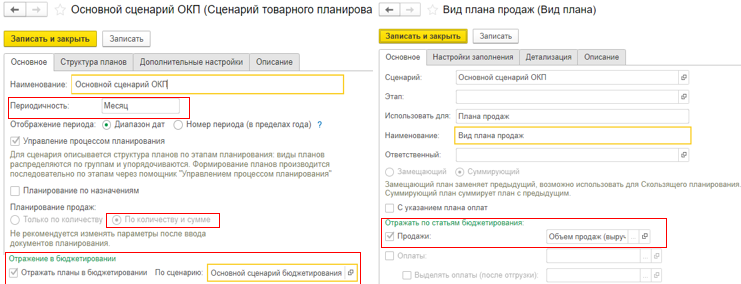 Основной сценарий ОКП (Сценарий товарного планирова
Записать и закрыть
Записать
Основное
Структура планов
Дополнительные настройки
Описание
Наименование:
Основной сценарий ОКП
Периодичность:
Месяц
Отображение периода:
Диапазон дат
Номер периода (в пределах года)
?
Управление процессом планирования
Для сценария описывается структура планов по этапам планирования: виды планов
распределяются по группам и упорядочиваются. Формирование планов производится
последовательно по этапам через помощник "Управлением процессом планирования"
Планирование по назначениям
Планирование продаж:
Только по количеству
По количеству и сумме
Не рекомендуется изменять параметры после ввода
документов планирования.
Отражение в бюджетировании
Отражать планы в бюджетировании
По сценарию:
Основной сценарий бюджетирования
Вид плана продаж (Вид плана)
Записать и закрыть
Записать
Основное
Настройки заполнения
Детализация
Описание
Сценарий:
Основной сценарий ОКП
Этап:
Использовать для:
Плана продаж
Наименование:
Вид плана продаж
Ответственный:
Замещающий
Суммирующий
Замещающий план заменяет предыдущий, возможно использовать для Скользящего планирования.
Суммирующий план суммирует план с предыдущим.
С указанием плана оплат
Отражать по статьям бюджетирования:
Продажи:
Объем продаж (выруч
Оплаты:
Выделять оплаты (после отгрузки):